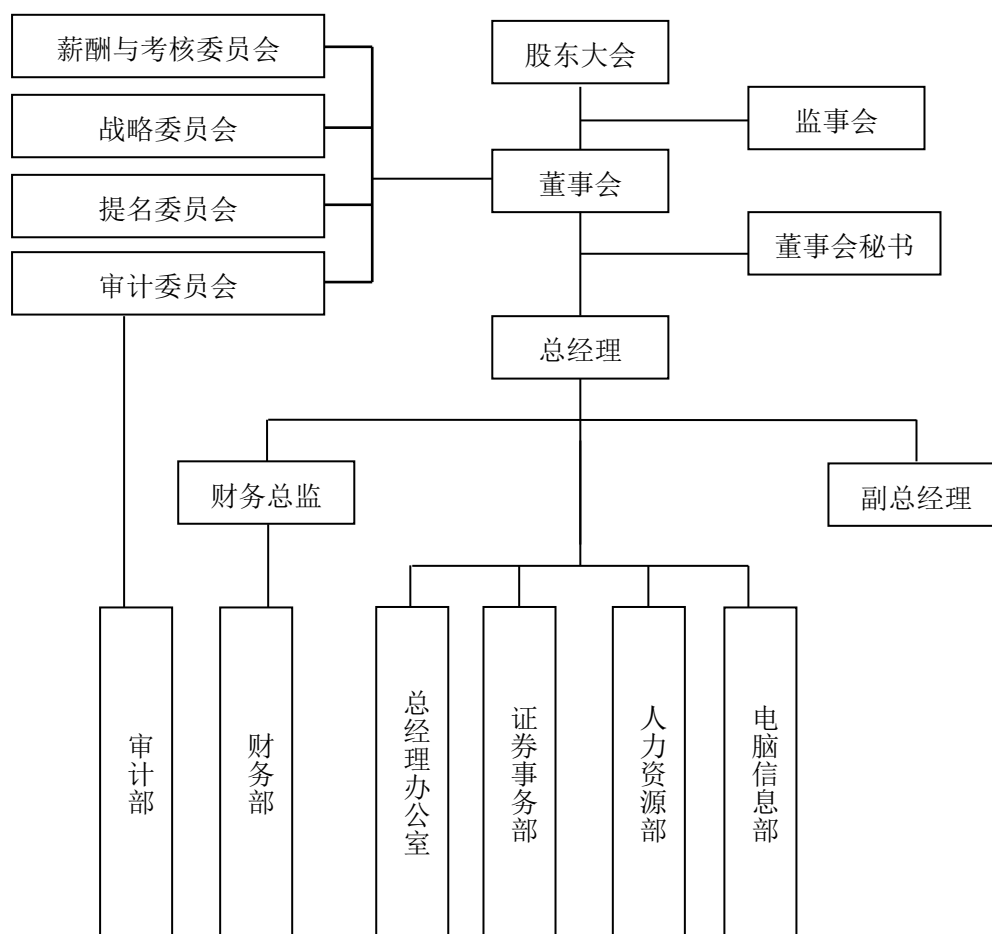 薪酬与考核委员会
股东大会
战略委员会
监事会
提名委员会
董事会
审计委员会
董事会秘书
总经理
财务总监
副总经理
审计部
财务部
总经理办公室
证券事务部
人力资源部
电脑信息部